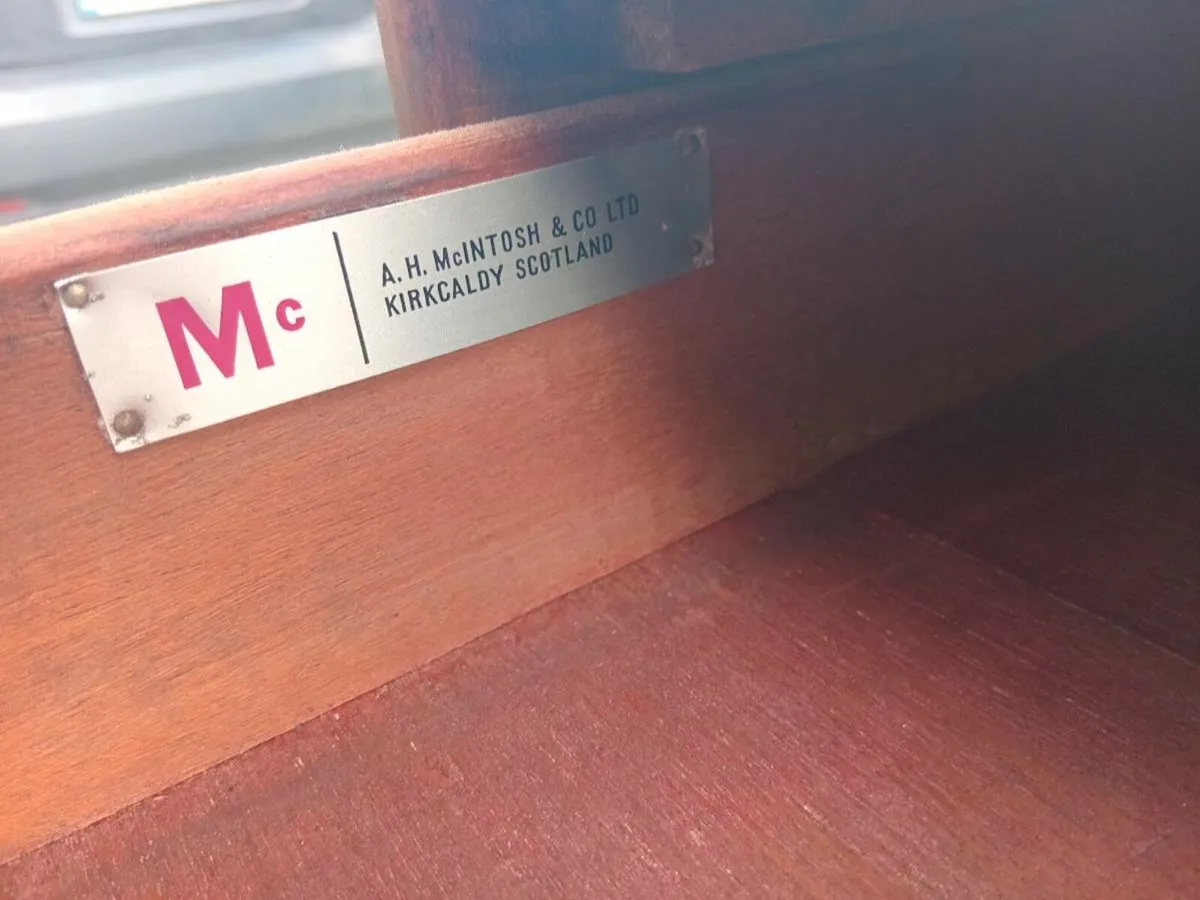 Mc
A.H. McINTOSH & CO LTD
KIRKCALDY SCOTLAND